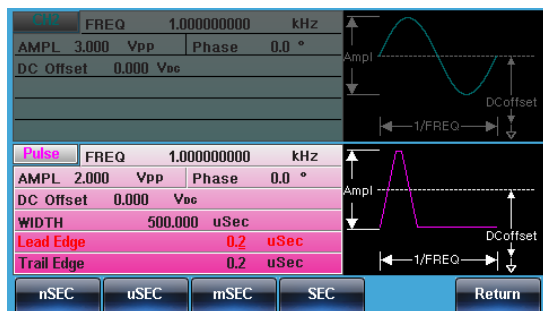 CH2 FREQ 1.000000000 kHz
AMPL 3.000 Vpp Phase 0.0 °
DC Offset 0.000 VDC
Ampl
DCoffset
1/FREQ
Pulse FREQ 1.000000000 kHz
AMPL 2.000 Vpp Phase 0.0 °
DC Offset 0.000 VDC
WIDTH 500.000 uSec
Lead Edge 0.2 uSec
Trail Edge 0.2 uSec
Ampl
DCoffset
1/FREQ
nSEC uSEC mSEC SEC Return